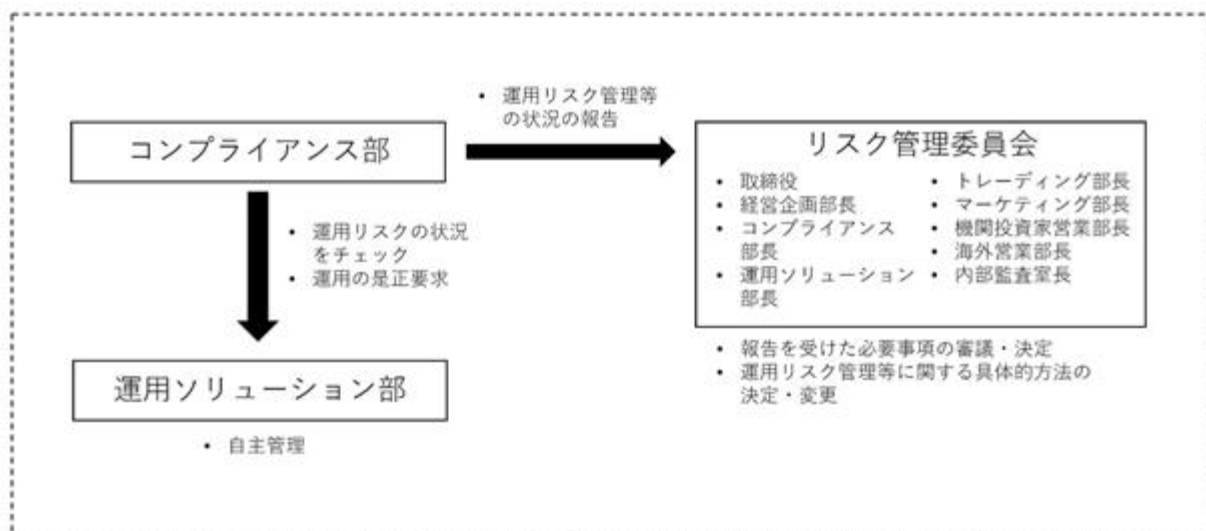 • 運用リスク管理等
の状況の報告
コンプライアンス部
• 運用リスクの状況
をチェック
• 運用の是正要求
運用ソリューション部
• 自主管理
リスク管理委員会
• 取締役
• 経営企画部長
• コンプライアンス
部長
• 運用ソリューション
部長
• トレーディング部長
• マーケティング部長
• 機関投資家営業部長
• 海外営業部長
• 内部監査室長
• 報告を受けた必要事項の審議・決定
• 運用リスク管理等に関する具体的方法の
決定・変更